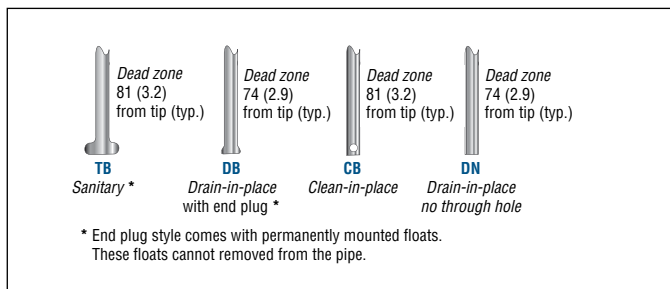 Dead zone
81 (3.2)
from tip (typ.)
TB
Sanitary *
Dead zone
74 (2.9)
from tip (typ.)
DB
Drain-in-place
with end plug *
Dead zone
81 (3.2)
from tip (typ.)
CB
Clean-in-place
Dead zone
74 (2.9)
from tip (typ.)
DN
Drain-in-place
no through hole
* End plug style comes with permanently mounted floats.
These floats cannot removed from the pipe.